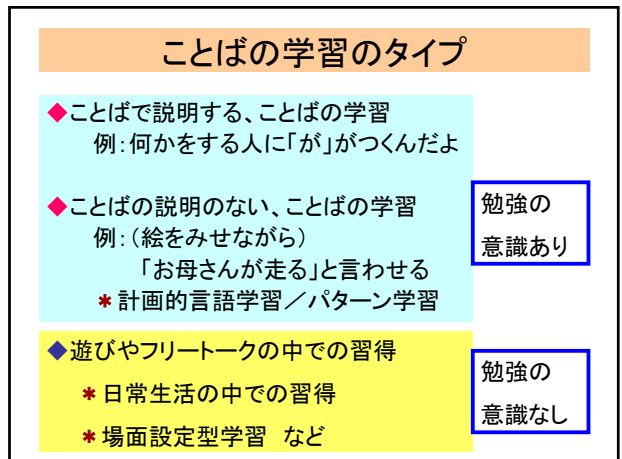 ことばの学習のタイプ
◆ことばで説明する、ことばの学習
例:何かをする人に「が」がつくんだよ
◆ことばの説明のない、ことばの学習
例:(絵をみせながら)
「お母さんが走る」と言わせる
＊計画的言語学習／パターン学習
勉強の
意識あり
◆遊びやフリートークの中での習得
＊日常生活の中での習得
＊場面設定型学習 など
勉強の
意識なし